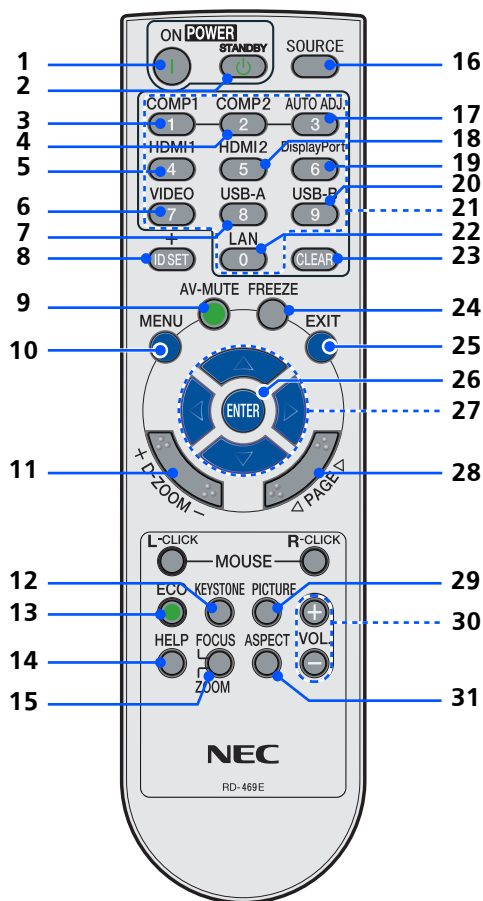 ON POWER
STANDBY
SOURCE
1
2
16
COMP1 COMP2 AUTO ADJ.
3
1 2 3
17
4
18
HDMI1 HDMI2 DisplayPort
5
4 5 6
19
VIDEO USB-A USB-B
20
6
7 8 9
21
7
LAN
22
+
8
ID SET 0 CLEAR
23
AV-MUTE FREEZE
9
24
MENU EXIT
10
25
26
ENTER
27
11
+ D-ZOOM −
◁ PAGE ▷
28
L-CLICK R-CLICK
MOUSE
12
ECO KEYSTONE PICTURE
29
13
+
30
HELP FOCUS ASPECT VOL.
14
−
15
ZOOM
31
NEC
RD-469E